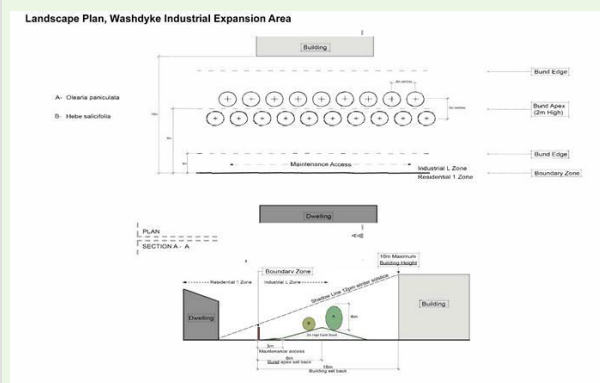 Landscape Plan, Washdyke Industrial Expansion Area
Building
Bund Edge
A- Olearia paniculata
B- Hebe salicifolia
Bund Apex
(2m High)
Bund Edge
Maintenance Access
Industrial L Zone
Residential 1 Zone
Boundary Zone
Dwelling
PLAN
SECTION A - A
10m Maximum
Building Height
Boundary Zone
Residential 1 Zone
Industrial L Zone
Shadow Line 12pm winter solstice
Building
Dwelling
3m
Maintenance access
8m
Bund apex set back
Building set back